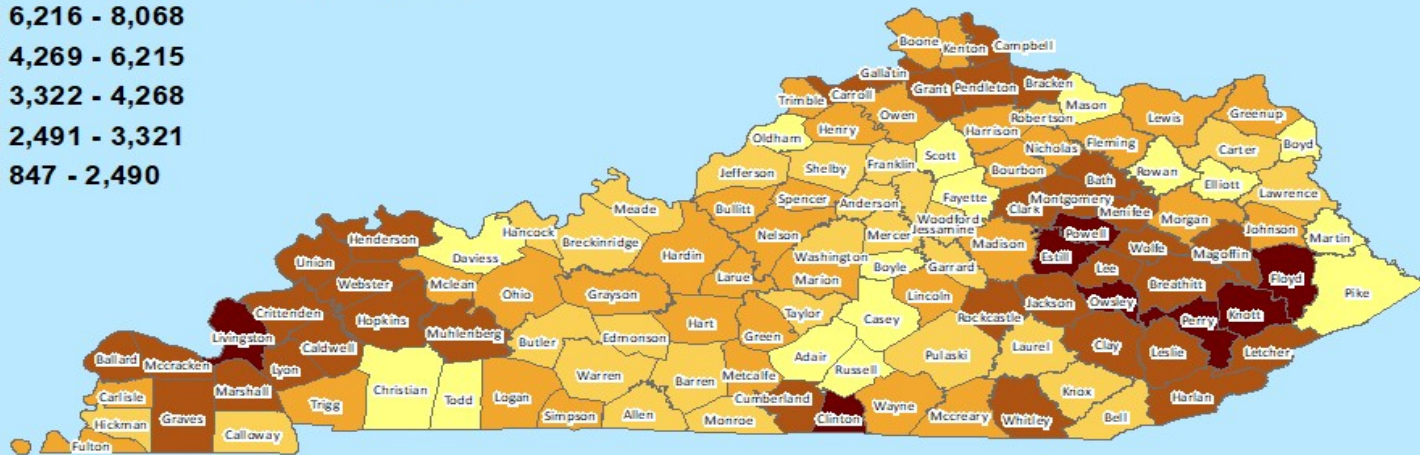 6,216 - 8,068
4,269 - 6,215
3,322 - 4,268
2,491 - 3,321
847 - 2,490
Boone
Kenton
Campbell
Gallatin
Grant
Pendleton
Bracken
Mason
Trimble
Carroll
Owen
Robertson
Lewis
Greenup
Oldham
Henry
Harrison
Nicholas
Fleming
Carter
Boyd
Jefferson
Shelby
Franklin
Scott
Bourbon
Bath
Rowan
Elliott
Lawrence
Meade
Bullitt
Spencer
Anderson
Fayette
Woodford
Clark
Montgomery
Menifee
Morgan
Johnson
Martin
Hancock
Breckinridge
Nelson
Mercer
Jessamine
Madison
Powell
Estill
Wolfe
Magoffin
Floyd
Pike
Henderson
Union
Daviess
Hardin
Larue
Washington
Marion
Boyle
Garrard
Lee
Breathitt
Webster
Mclean
Ohio
Grayson
Lincoln
Jackson
Owsley
Perry
Knott
Livingston
Crittenden
Hopkins
Muhlenberg
Hart
Green
Taylor
Casey
Rockcastle
Clay
Leslie
Letcher
Ballard
Mccracken
Lyon
Caldwell
Butler
Edmonson
Adair
Russell
Pulaski
Laurel
Marshall
Christian
Todd
Logan
Warren
Barren
Metcalfe
Cumberland
Clinton
Wayne
Mccreary
Whitley
Knox
Bell
Harlan
Carlisle
Hickman
Graves
Calloway
Trigg
Simpson
Allen
Monroe
Fulton